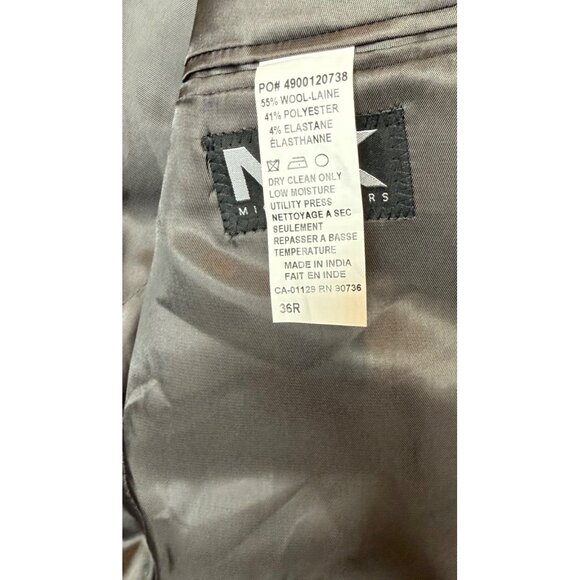 PO# 4900120738
55% WOOL-LAINE
41% POLYESTER
4% ELASTANE
ÉLASTHANNE
DRY CLEAN ONLY
LOW MOISTURE
UTILITY PRESS
NETTOYAGE A SEC
SEULEMENT
REPASSER A BASSE
TEMPERATURE
MADE IN INDIA
FAIT EN INDE
CA-01129 RN 90736
36R